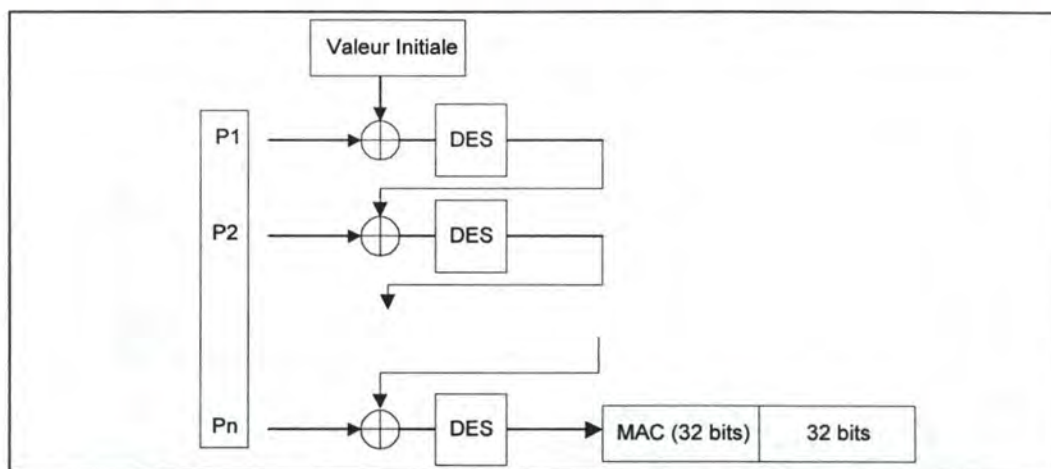 Valeur Initiale
P1
DES
P2
DES
Pn
DES
MAC (32 bits)
32 bits